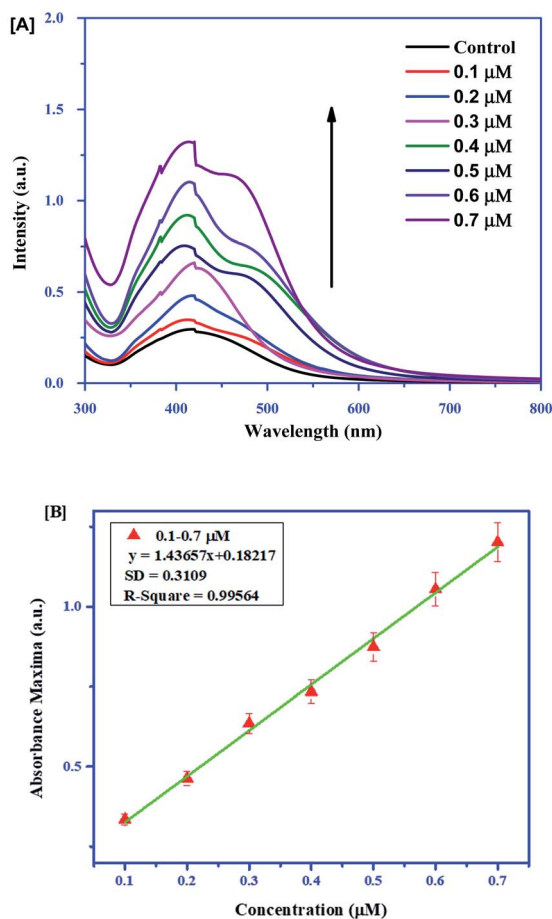 [A]
2.0
1.5
1.0
0.5
0.0
300
400
500
600
700
800
Intensity (a.u.)
Wavelength (nm)
Control
0.1 μM
0.2 μM
0.3 μM
0.4 μM
0.5 μM
0.6 μM
0.7 μM
[B]
0.1-0.7 μM
y = 1.43657x+0.18217
SD = 0.3109
R-Square = 0.99564
1.0
0.5
0.1
0.2
0.3
0.4
0.5
0.6
0.7
Absorbance Maxima (a.u.)
Concentration (μM)